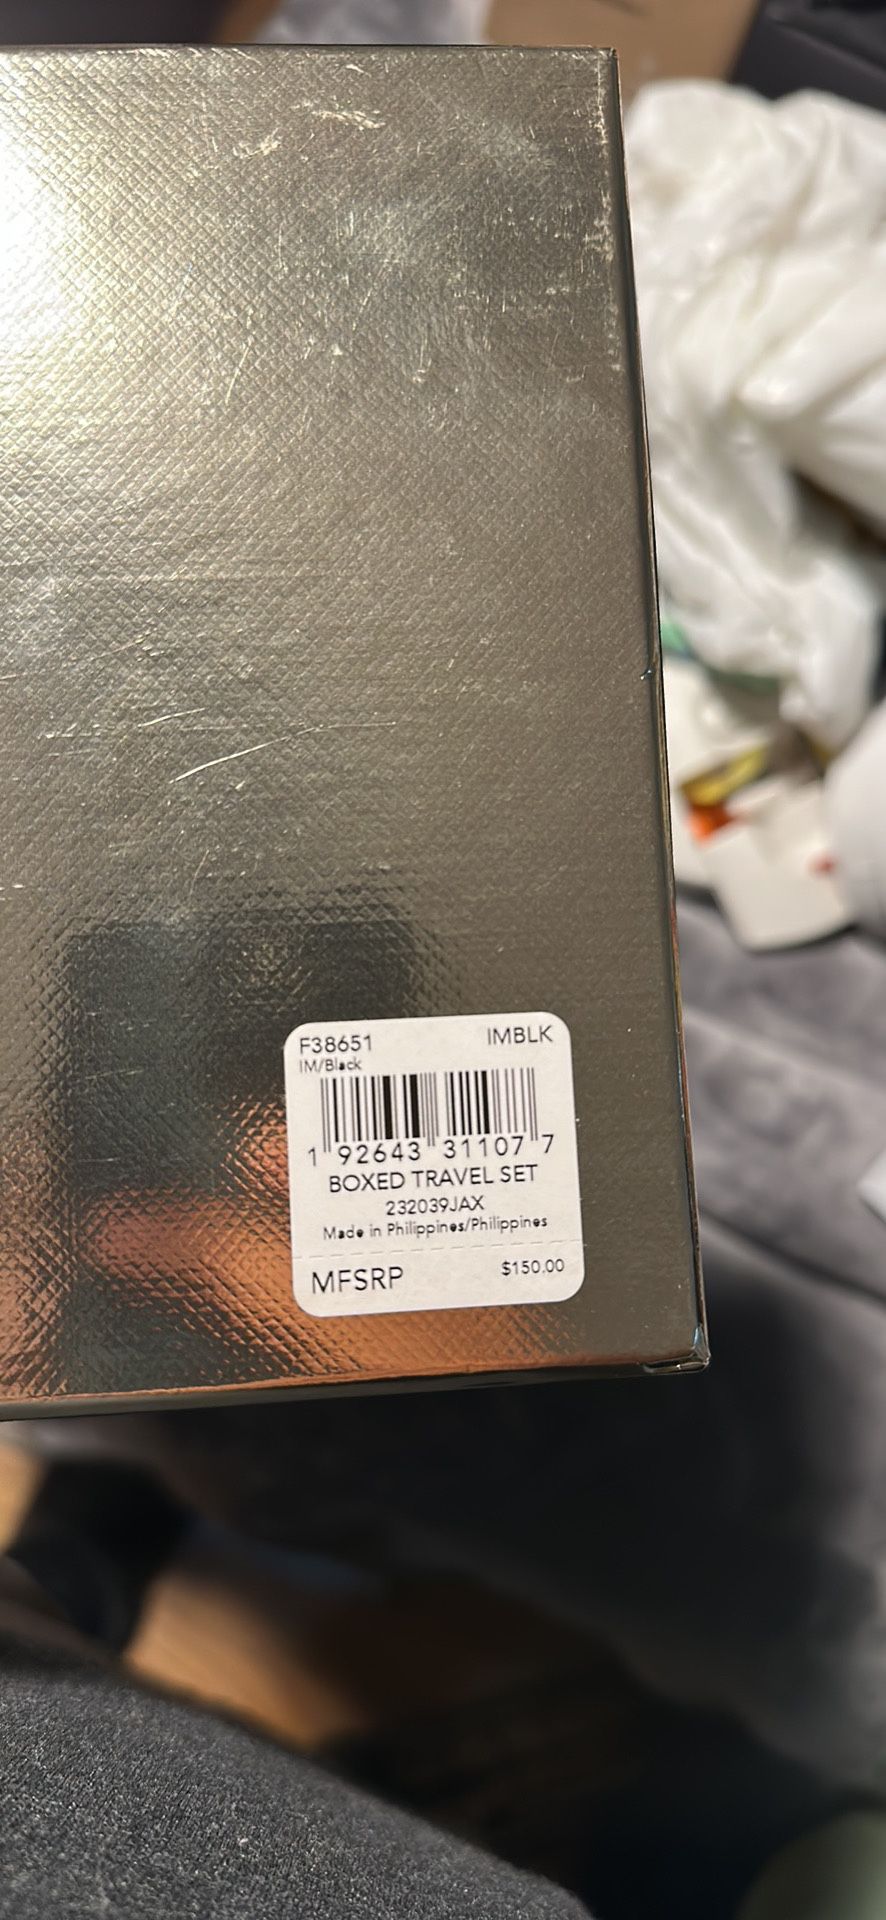 F38651 IMBLK
IM/Black
1 92643 31107 7
BOXED TRAVEL SET
232039JAX
Made in Philippines/Philippines
MFSRP $150.00